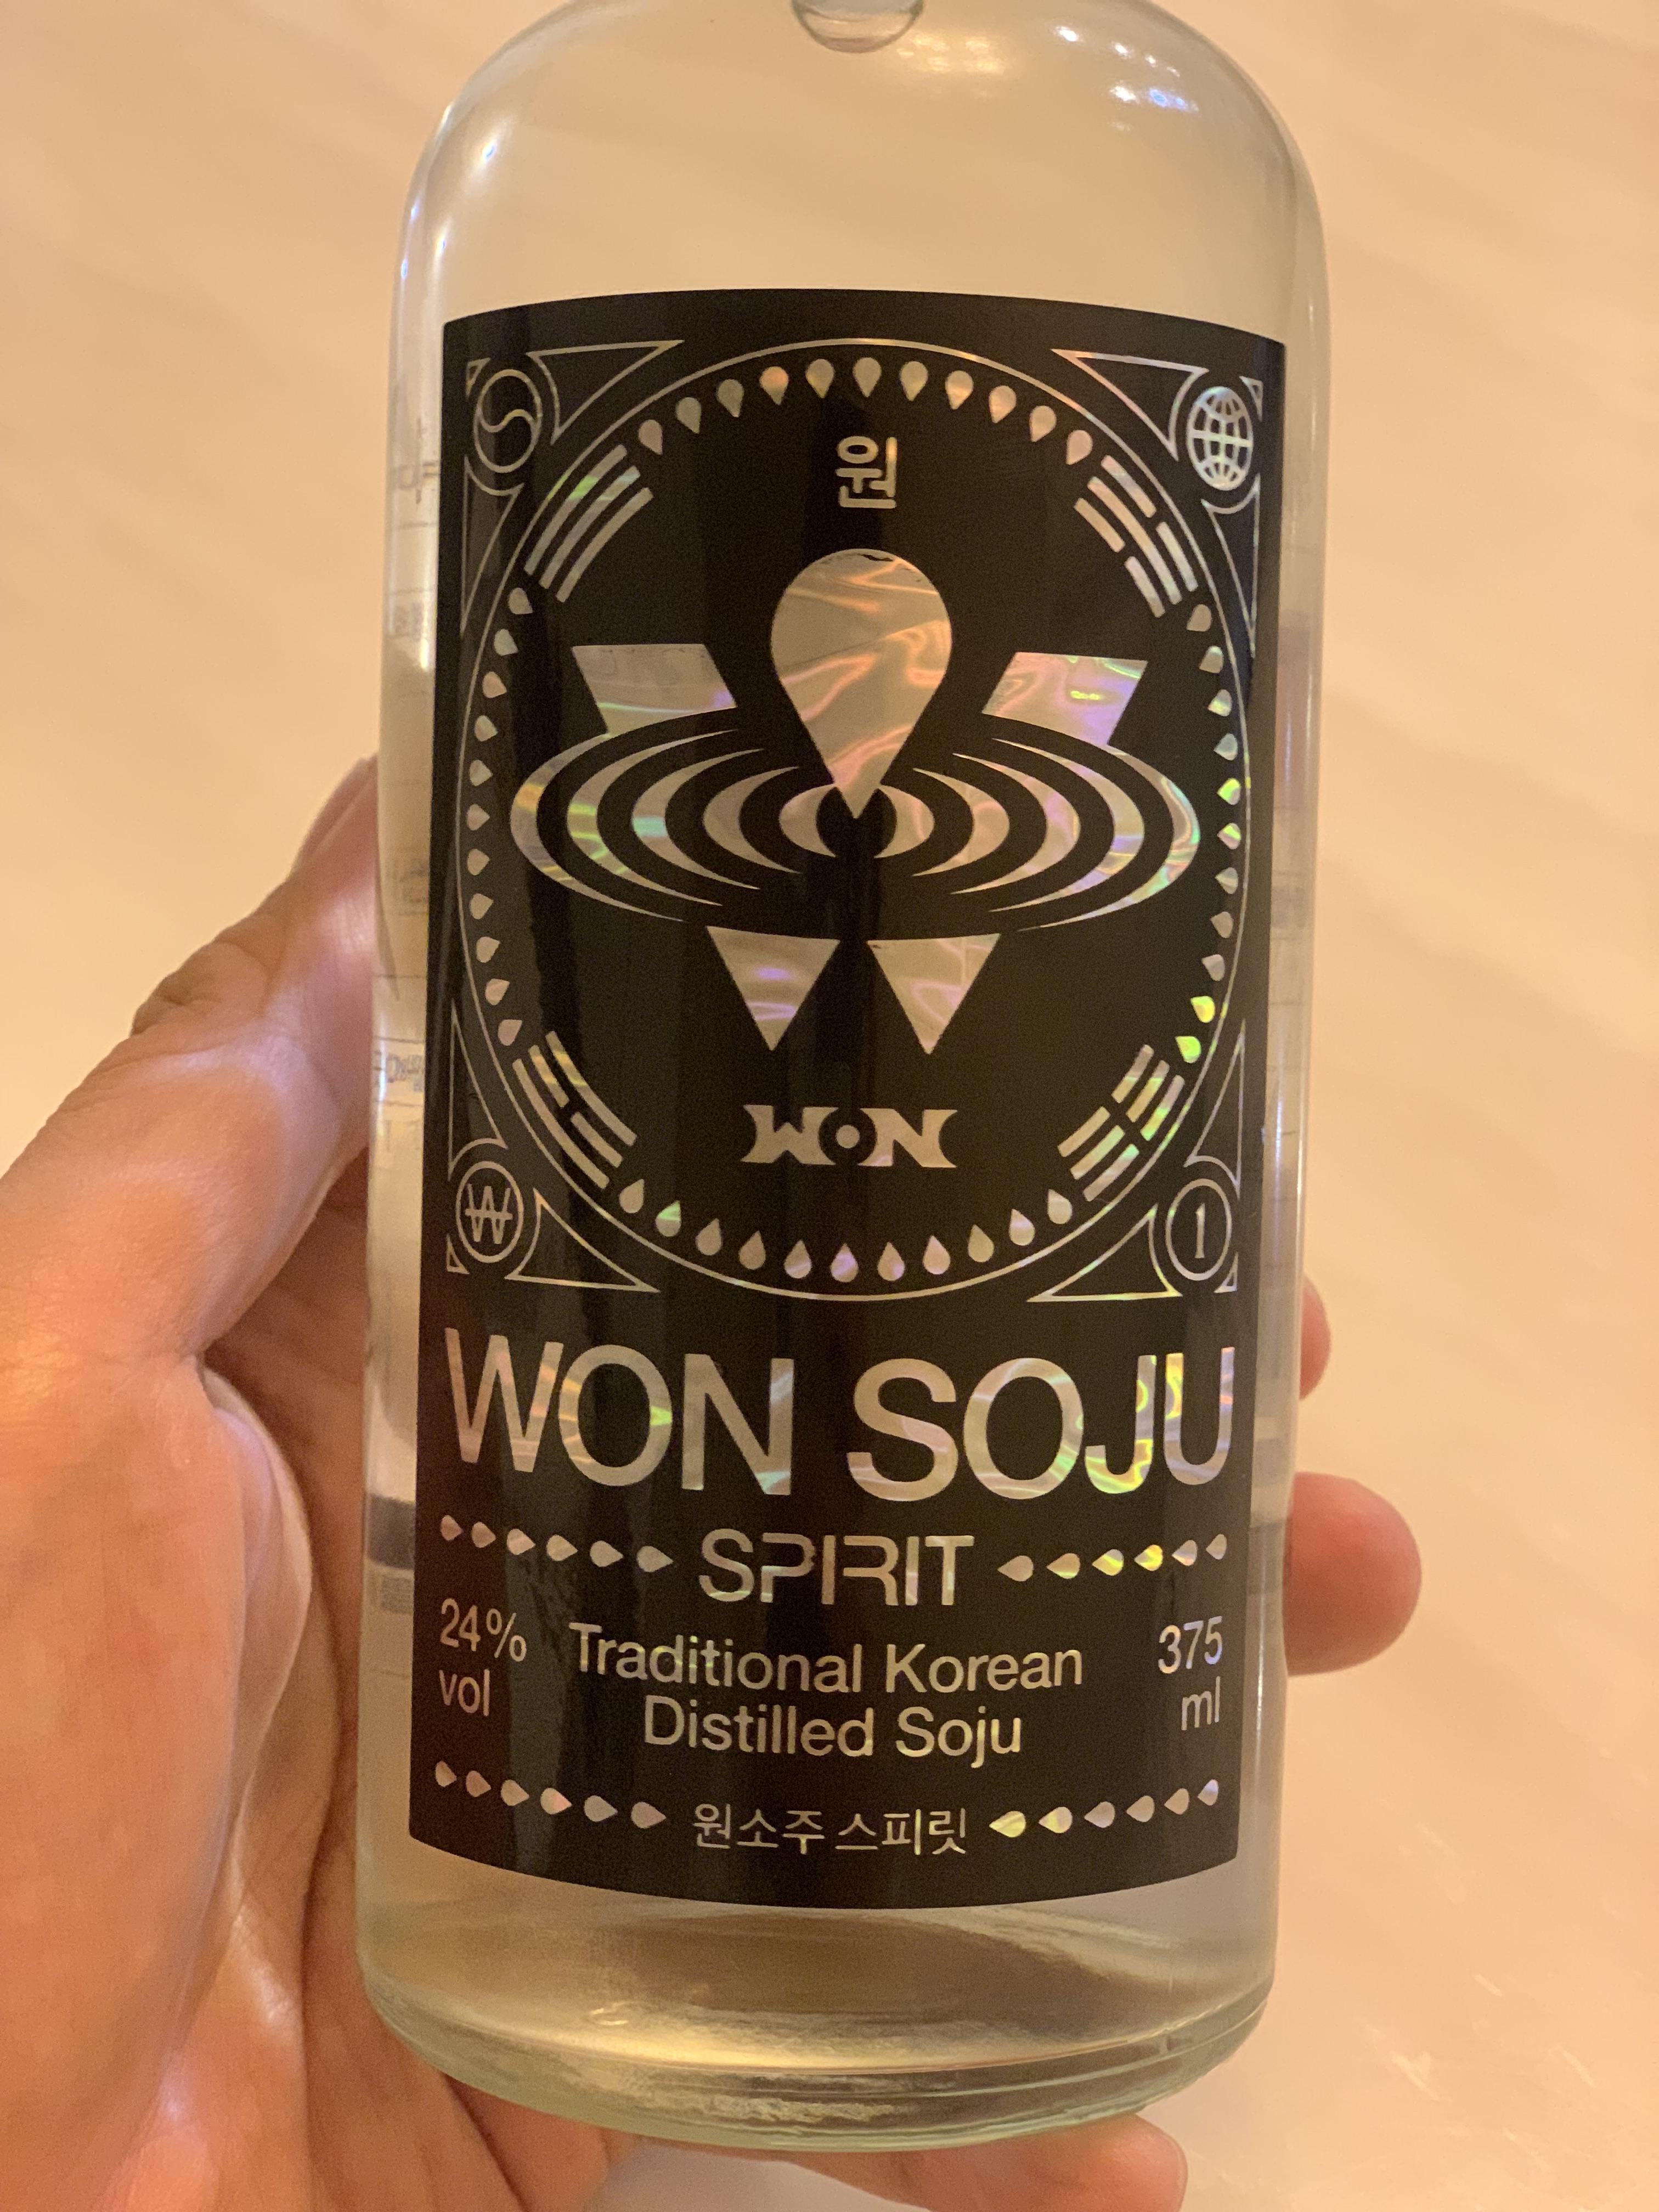 원
W•N
₩
1
WON SOJU
SPIRIT
24%
vol
Traditional Korean
Distilled Soju
375
ml
원소주 스피릿